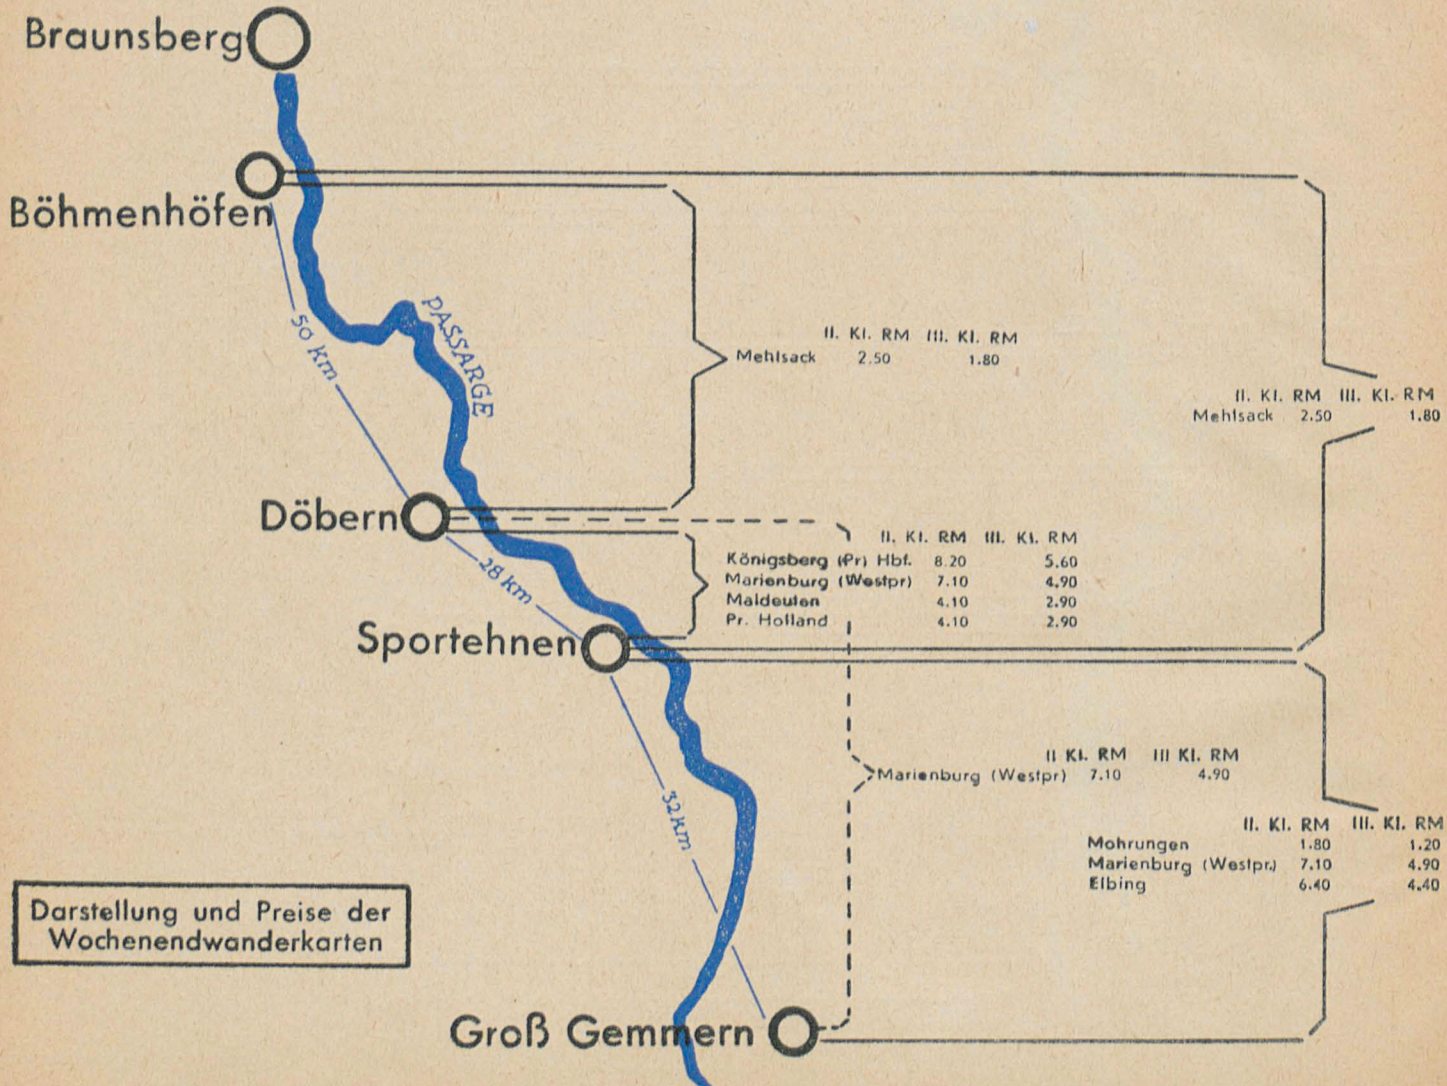 Braunsberg
Böhmenhöfen
50 km
PASSARGE
II. Kl. RM III. Kl. RM
Mehlsack 2.50 1.80
II. Kl. RM III. Kl. RM
Mehlsack 2.50 1.80
Döbern
28 km
II. Kl. RM III. Kl. RM
Königsberg (Pr) Hbf. 8.20 5.60
Marienburg (Westpr) 7.10 4.90
Maldeuten 4.10 2.90
Pr. Holland 4.10 2.90
Sportehnen
32 km
II Kl. RM III Kl. RM
Marienburg (Westpr) 7.10 4.90
II. Kl. RM III. Kl. RM
Mohrungen 1.80 1.20
Marienburg (Westpr.) 7.10 4.90
Elbing 6.40 4.40
Darstellung und Preise der
Wochenendwanderkarten
Groß Gemmern